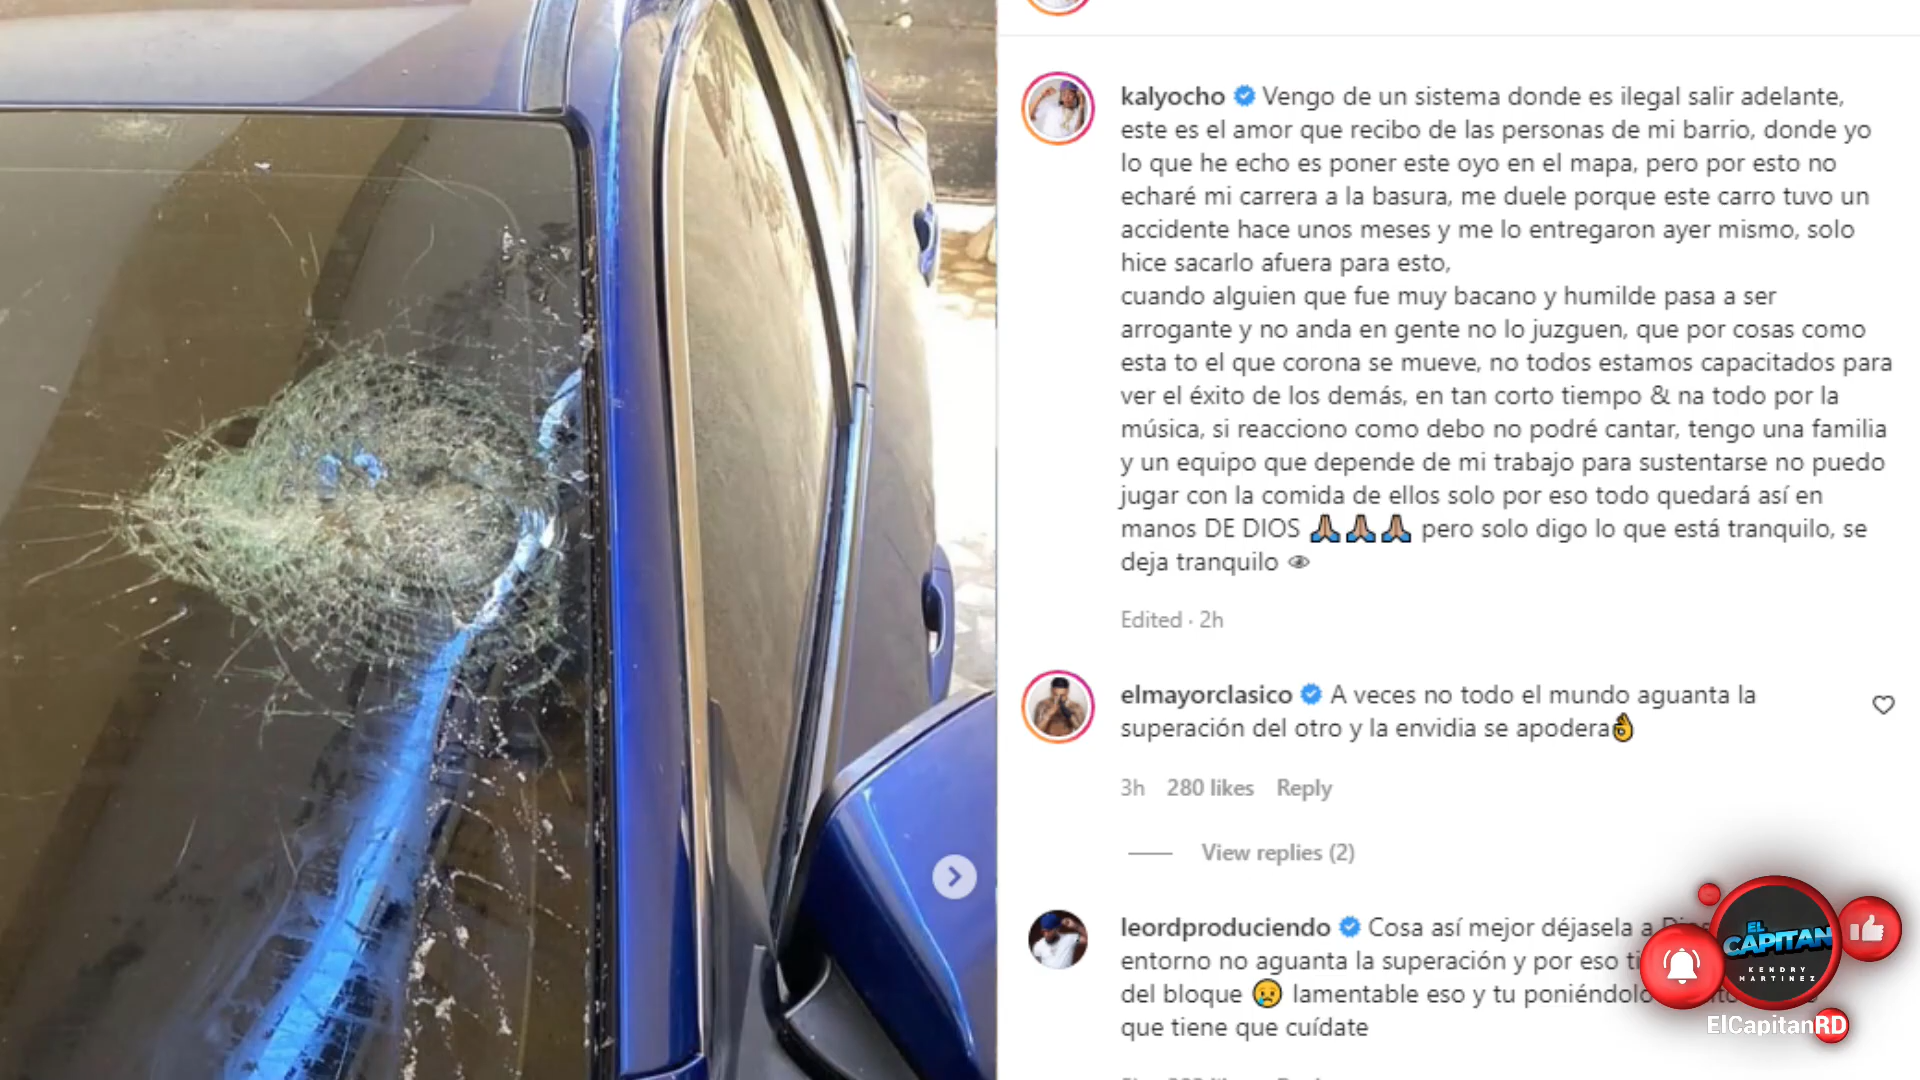 kalyocho Vengo de un sistema donde es ilegal salir adelante,
este es el amor que recibo de las personas de mi barrio, donde yo
lo que he echo es poner este oyo en el mapa, pero por esto no
echaré mi carrera a la basura, me duele porque este carro tuvo un
accidente hace unos meses y me lo entregaron ayer mismo, solo
hice sacarlo afuera para esto,
cuando alguien que fue muy bacano y humilde pasa a ser
arrogante y no anda en gente no lo juzguen, que por cosas como
esta to el que corona se mueve, no todos estamos capacitados para
ver el éxito de los demás, en tan corto tiempo & na todo por la
música, si reacciono como debo no podré cantar, tengo una familia
y un equipo que depende de mi trabajo para sustentarse no puedo
jugar con la comida de ellos solo por eso todo quedará así en
manos DE DIOS 🙏🏽🙏🏽🙏🏽 pero solo digo lo que está tranquilo, se
deja tranquilo 👁
Edited · 2h
elmayorclasico A veces no todo el mundo aguanta la
superación del otro y la envidia se apodera👌
3h 280 likes Reply
View replies (2)
leordproduciendo Cosa así mejor déjasela a
entorno no aguanta la superación y por eso
del bloque 😢 lamentable eso y tu poniéndolo
que tiene que cuídate
EL
CAPITAN
KENDRY
MARTINEZ
ElCapitanRD